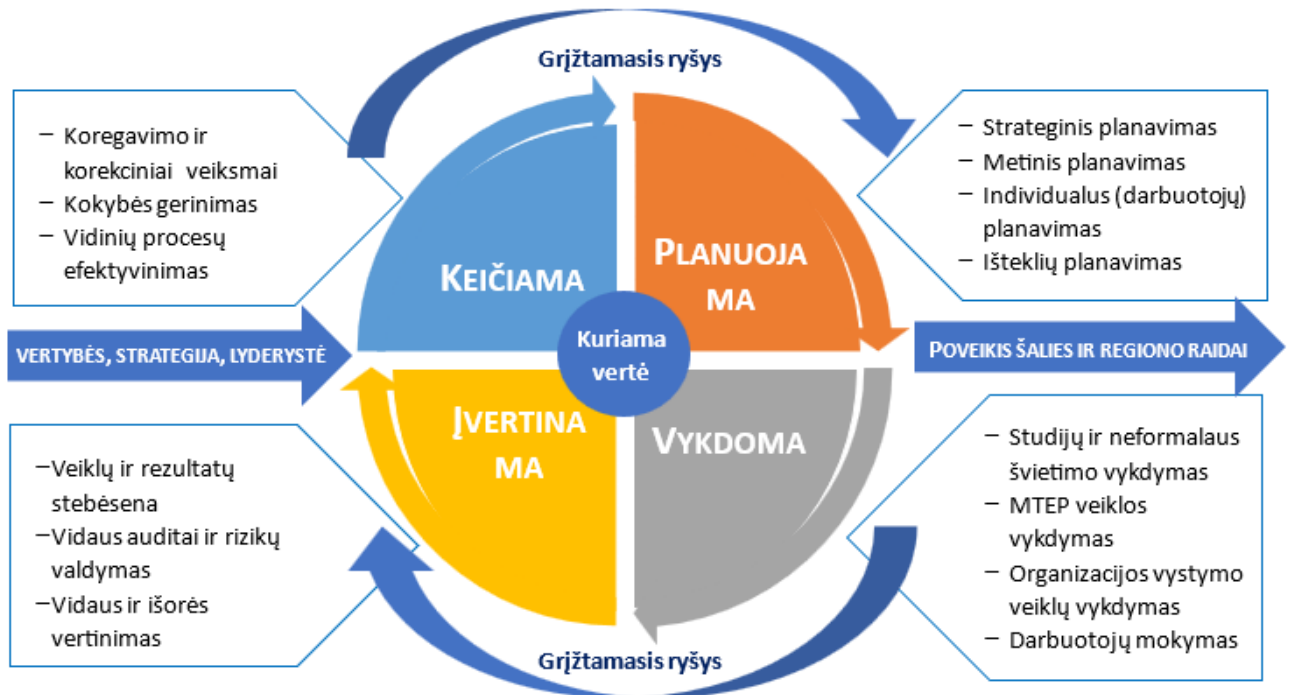 Grįžtamasis ryšys
– Koregavimo ir
korekciniai veiksmai
– Kokybės gerinimas
– Vidinių procesų
efektyvinimas
– Strateginis planavimas
– Metinis planavimas
– Individualus (darbuotojų)
planavimas
– Išteklių planavimas
KEIČIAMA
PLANUOJA
MA
VERTYBĖS, STRATEGIJA, LYDERYSTĖ
Kuriama
vertė
POVEIKIS ŠALIES IR REGIONO RAIDAI
ĮVERTINA
MA
VYKDOMA
–Veiklų ir rezultatų
stebėsena
–Vidaus auditai ir rizikų
valdymas
–Vidaus ir išorės
vertinimas
– Studijų ir neformalaus
švietimo vykdymas
– MTEP veiklos
vykdymas
– Organizacijos vystymo
veiklų vykdymas
– Darbuotojų mokymas
Grįžtamasis ryšys